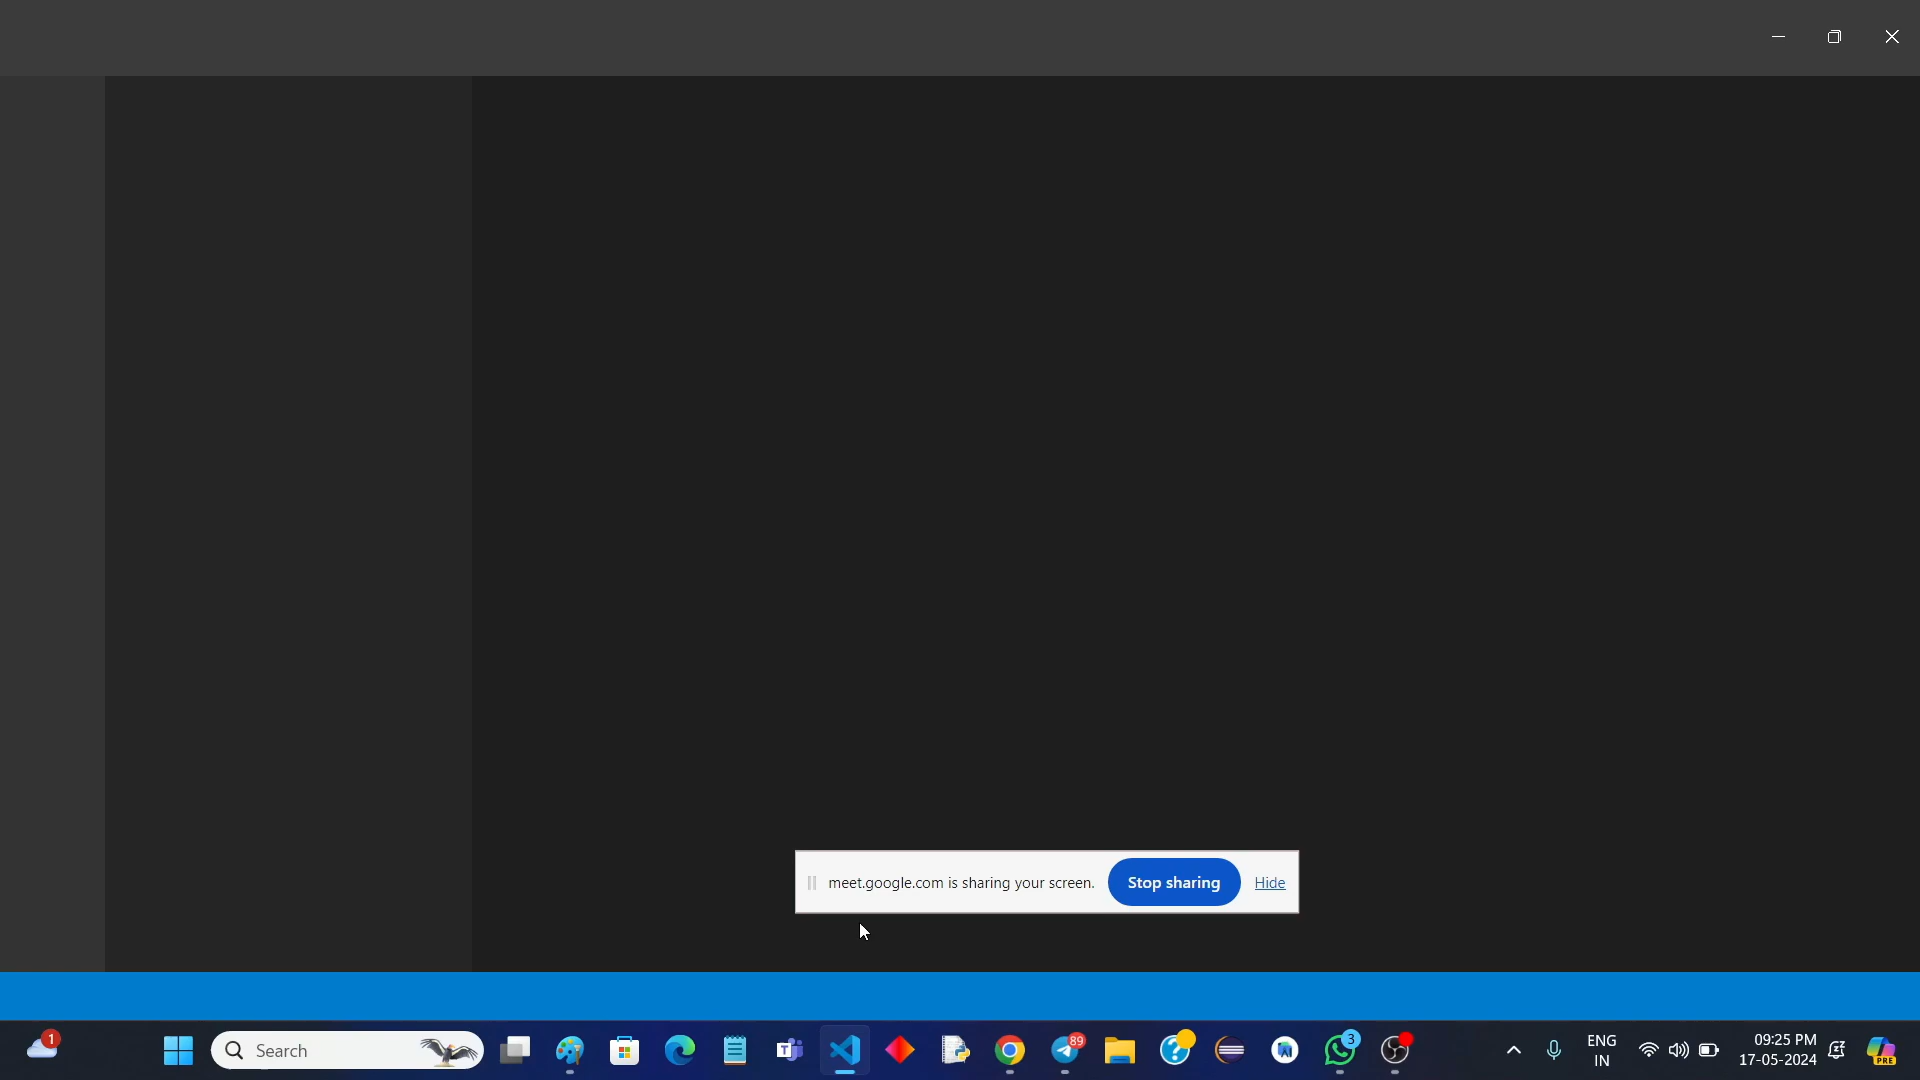 meet.google.com is sharing your screen. Stop sharing Hide
1
Search
89
3
ENG
IN
09:25 PM
17-05-2024
PRE